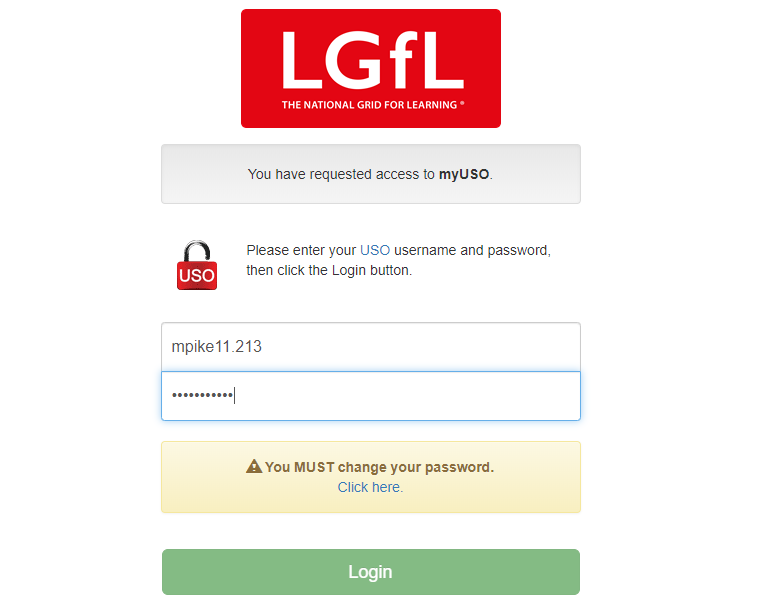 LGfL
THE NATIONAL GRID FOR LEARNING ®
You have requested access to myUSO.
USO
Please enter your USO username and password,
then click the Login button.
mpike11.213
•••••••••••
You MUST change your password.
Click here.
Login